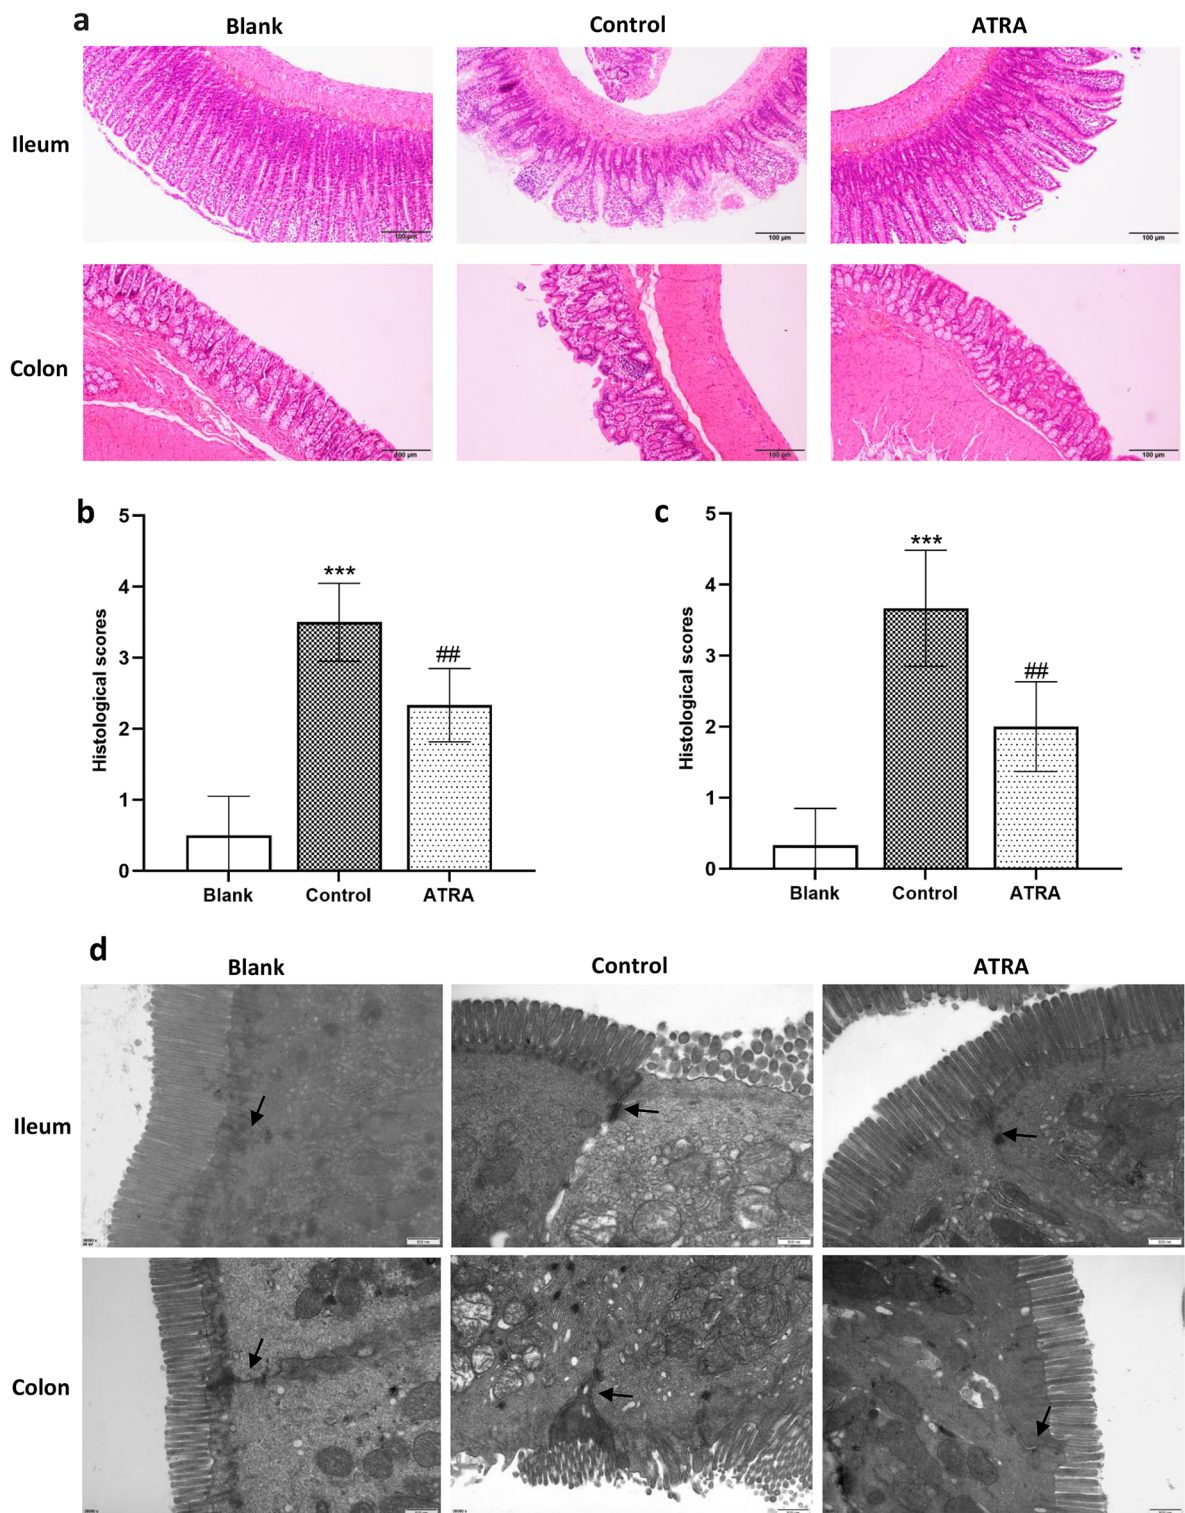 a
Blank Control ATRA
Ileum
100 µm 100 µm 100 µm
Colon
100 µm 100 µm 100 µm
b
5
4
3
2
1
0
Histological scores
***
##
Blank Control ATRA
c
5
4
3
2
1
0
Histological scores
***
##
Blank Control ATRA
d
Blank Control ATRA
Ileum
Colon